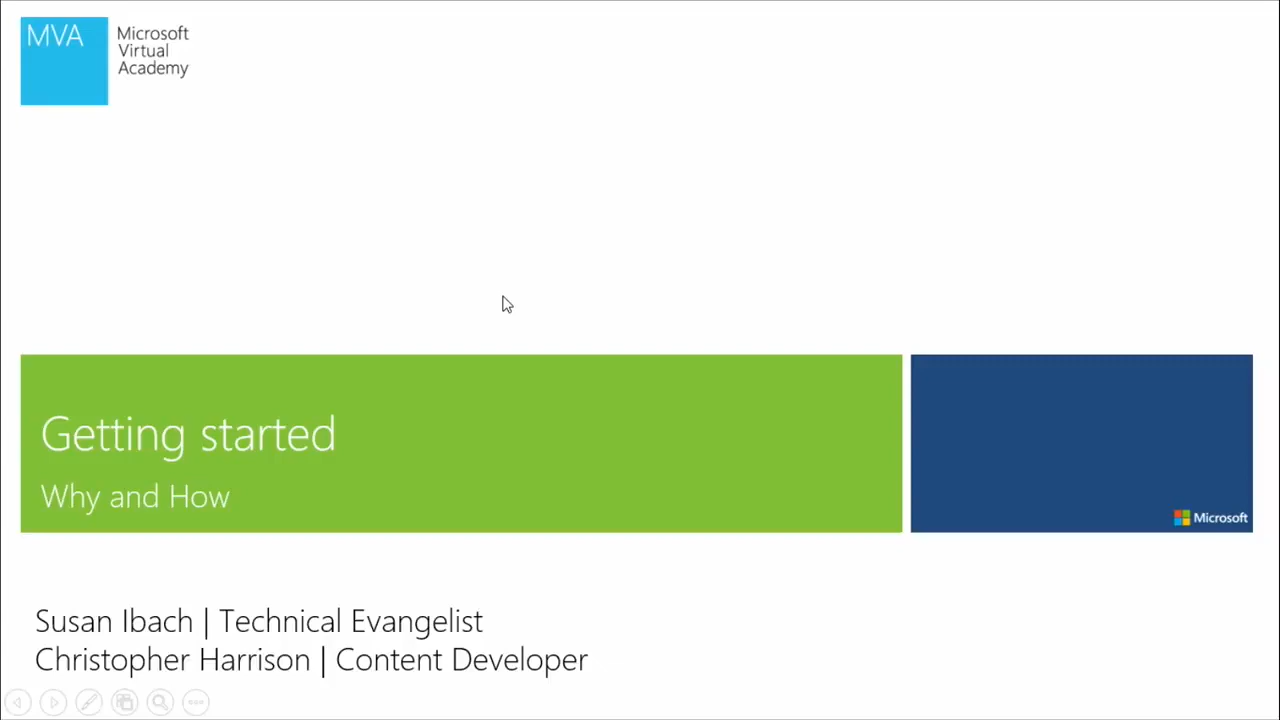 MVA
Microsoft
Virtual
Academy
Getting started
Why and How
Microsoft
Susan Ibach | Technical Evangelist
Christopher Harrison | Content Developer